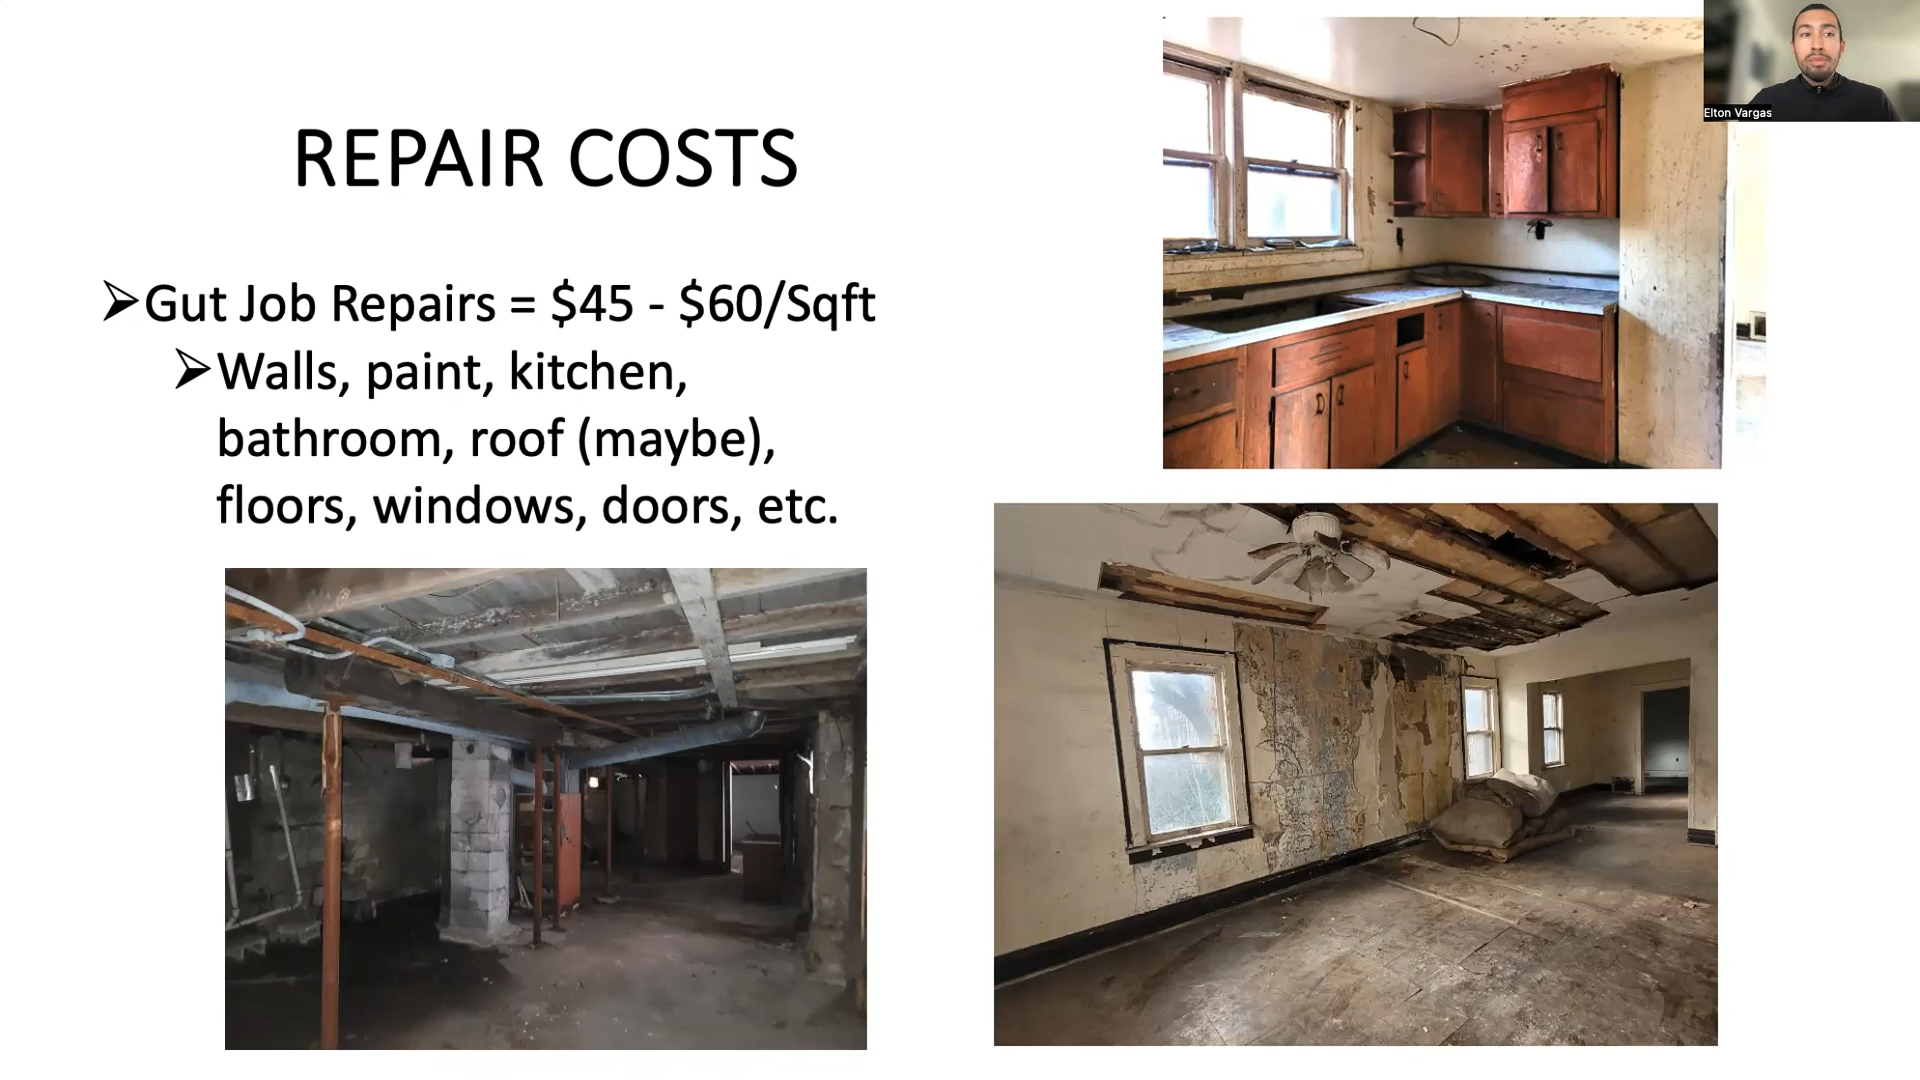 REPAIR COSTS
➢Gut Job Repairs = $45 - $60/Sqft
➢Walls, paint, kitchen,
bathroom, roof (maybe),
floors, windows, doors, etc.
Elton Vargas